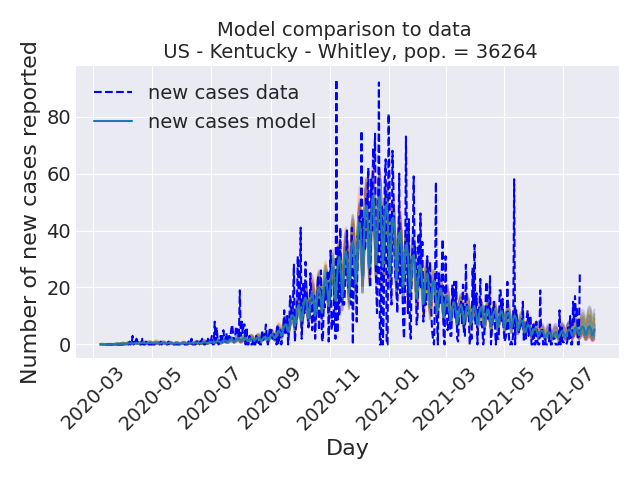 Model comparison to data
US - Kentucky - Whitley, pop. = 36264
new cases data
new cases model
Number of new cases reported
80
60
40
20
0
2020-03
2020-05
2020-07
2020-09
2020-11
2021-01
2021-03
2021-05
2021-07
Day